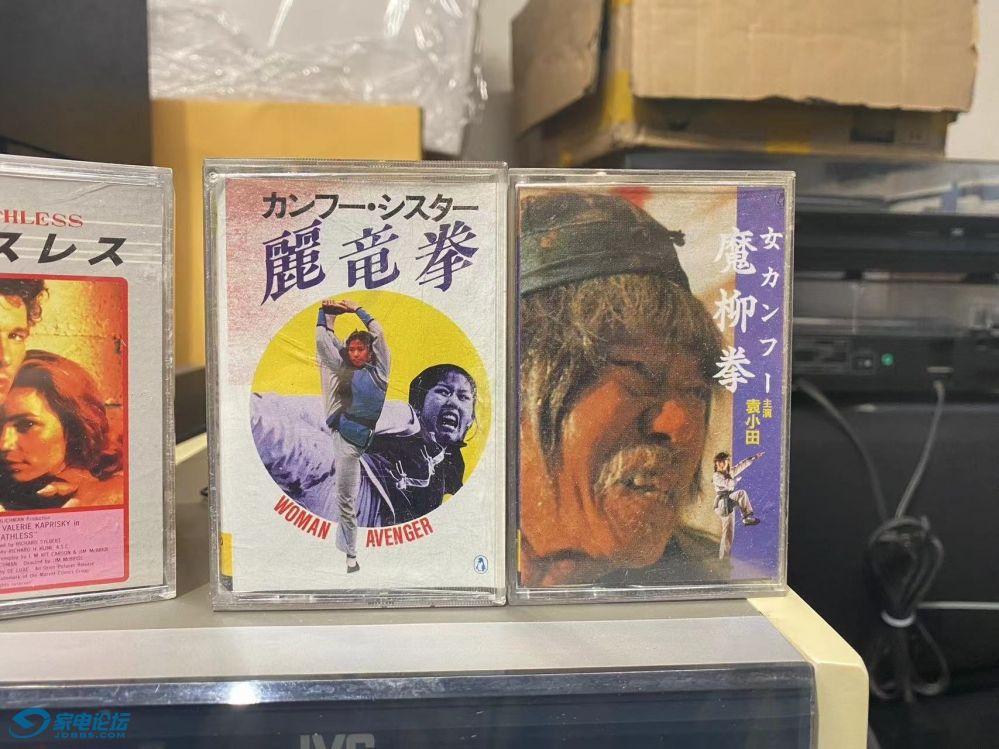 THLESS
スレス
VALERIE KAPRISKY in
カンフー・シスター
麗竜拳
WOMAN AVENGER
女カンフー
魔柳拳
主演
袁小田
JVC
家电论坛
JDBBS.COM